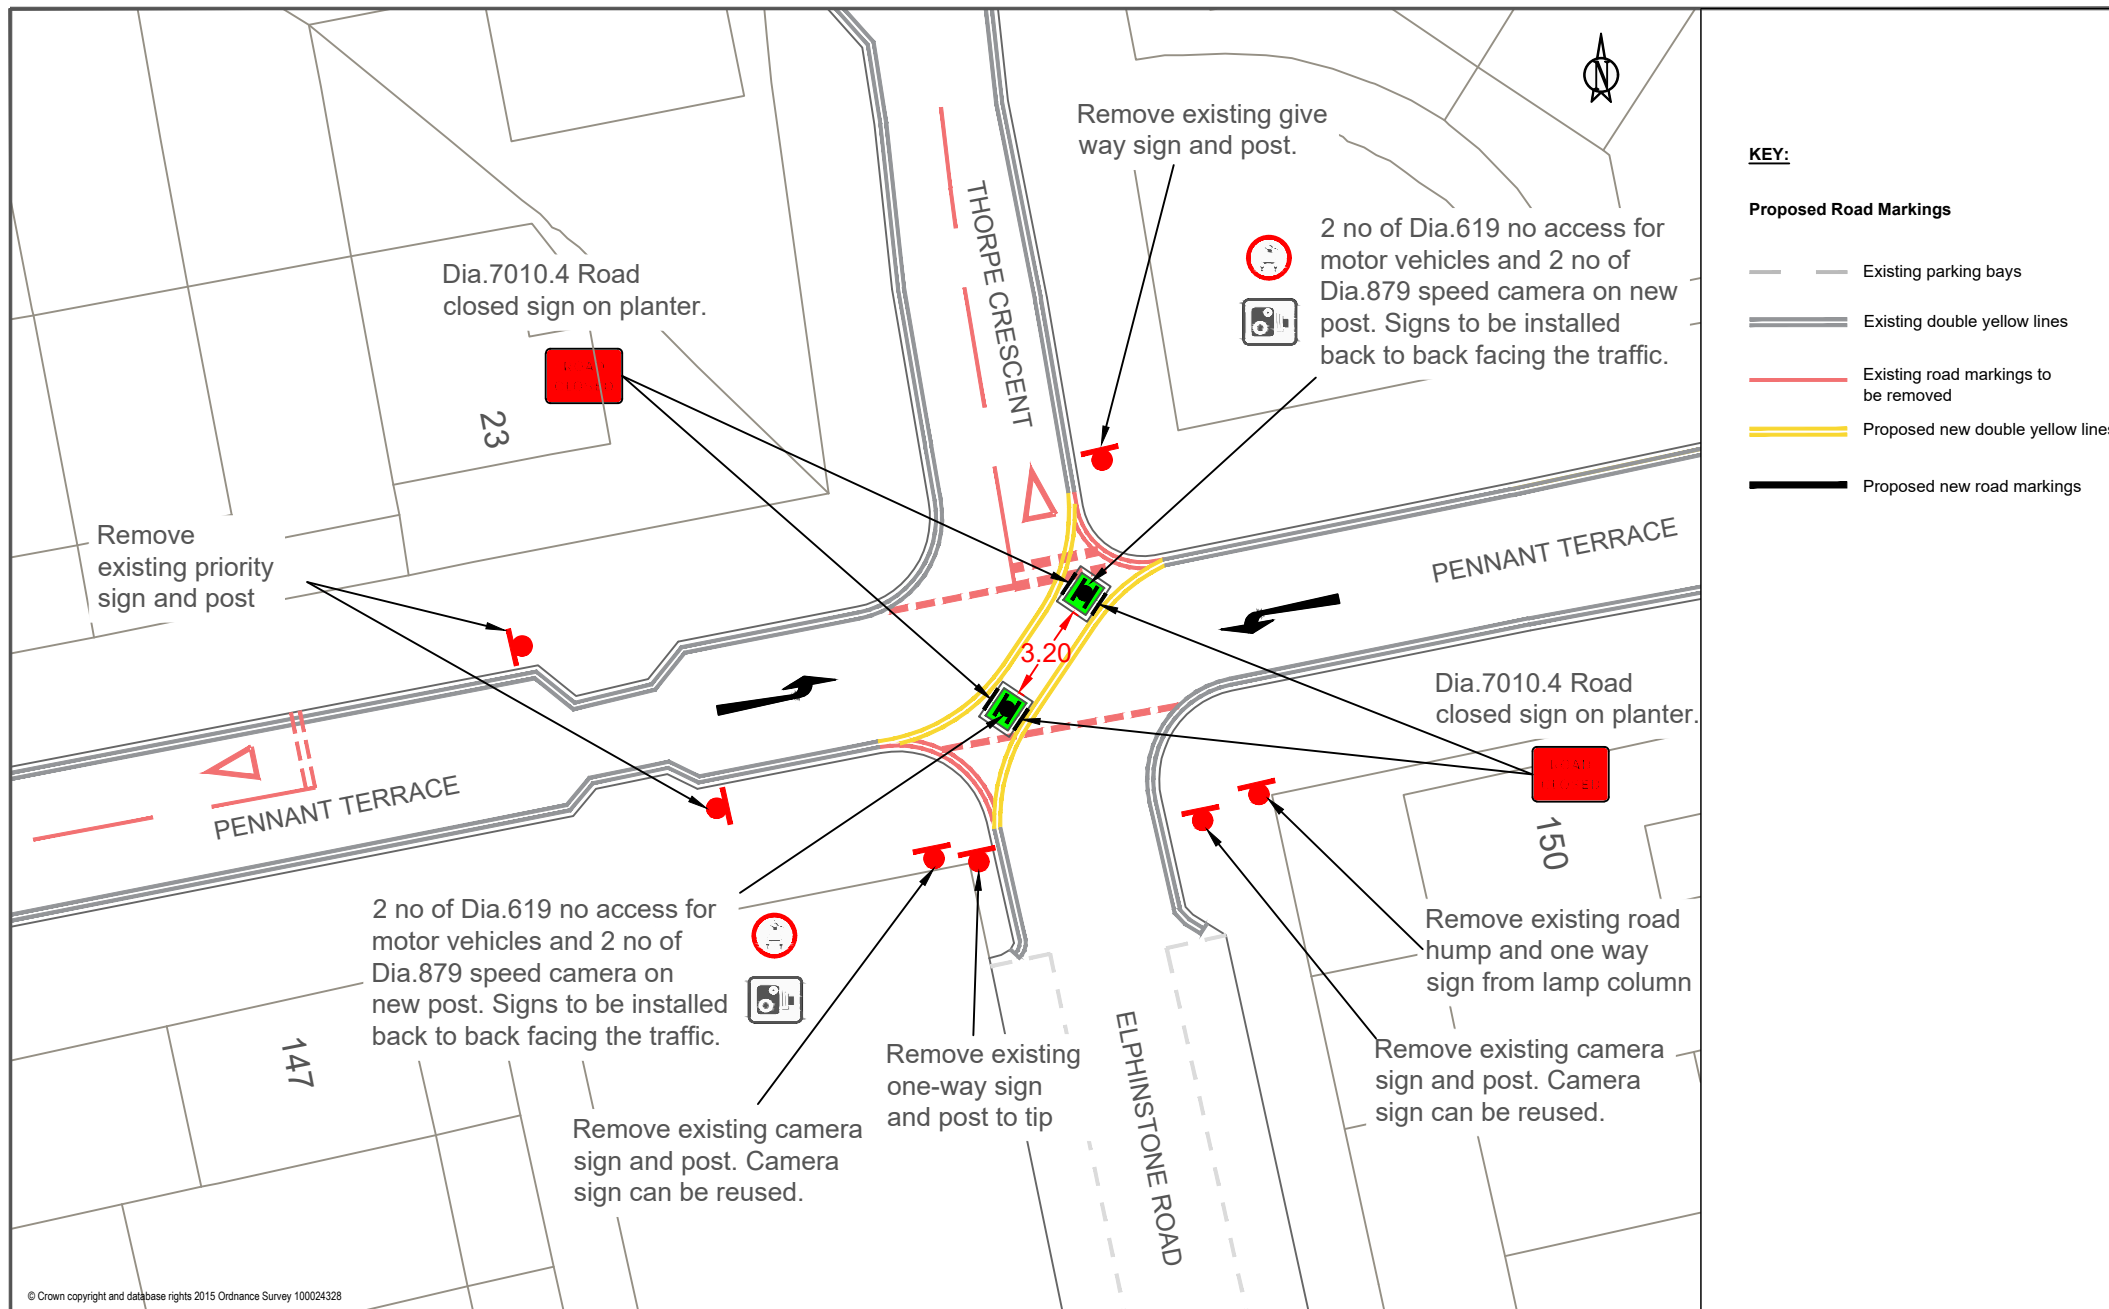 Remove existing give
way sign and post.
2 no of Dia.619 no access for
motor vehicles and 2 no of
Dia.879 speed camera on new
post. Signs to be installed
back to back facing the traffic.
Dia.7010.4 Road
closed sign on planter.
THORPE CRESCENT
23
Remove
existing priority
sign and post
PENNANT TERRACE
3.20
Dia.7010.4 Road
closed sign on planter.
PENNANT TERRACE
150
2 no of Dia.619 no access for
motor vehicles and 2 no of
Dia.879 speed camera on
new post. Signs to be installed
back to back facing the traffic.
147
Remove existing road
hump and one way
sign from lamp column
Remove existing camera
sign and post. Camera
sign can be reused.
Remove existing
one-way sign
and post to tip
Remove existing camera
sign and post. Camera
sign can be reused.
ELPHINSTONE ROAD
© Crown copyright and database rights 2015 Ordnance Survey 100024328
N
KEY:
Proposed Road Markings
Existing parking bays
Existing double yellow lines
Existing road markings to
be removed
Proposed new double yellow lines
Proposed new road markings